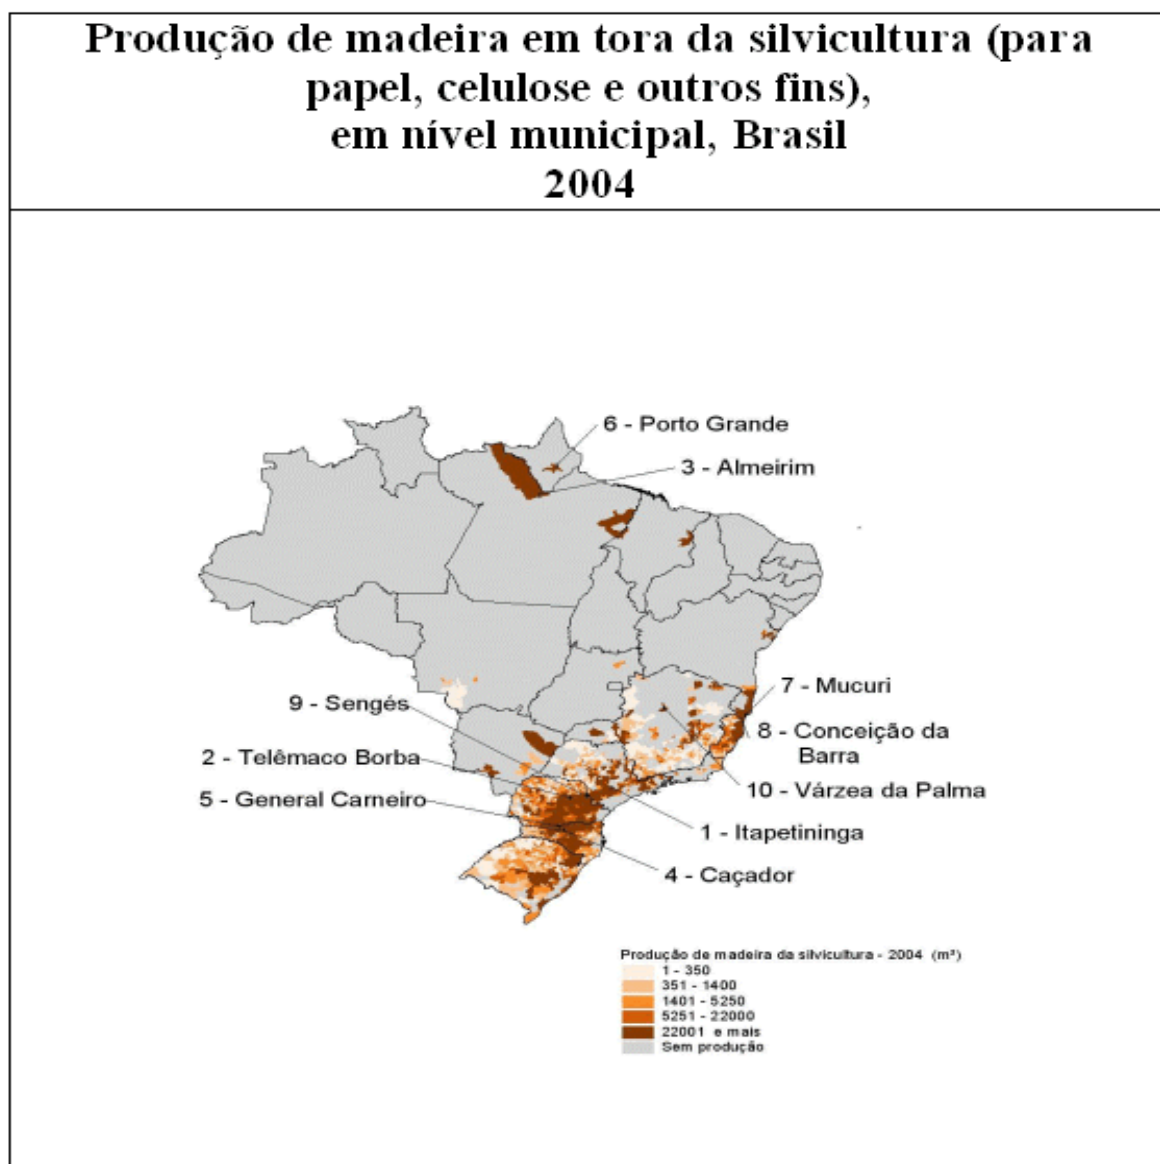 Produção de madeira em tora da silvicultura (para
papel, celulose e outros fins),
em nível municipal, Brasil
2004
6 - Porto Grande
3 - Almeirim
7 - Mucuri
9 - Sengés
8 - Conceição da
Barra
2 - Telêmaco Borba
10 - Várzea da Palma
5 - General Carneiro
1 - Itapetininga
4 - Caçador
Produção de madeira da silvicultura - 2004 (m³)
1 - 350
351 - 1400
1401 - 5250
5251 - 22000
22001 e mais
Sem produção